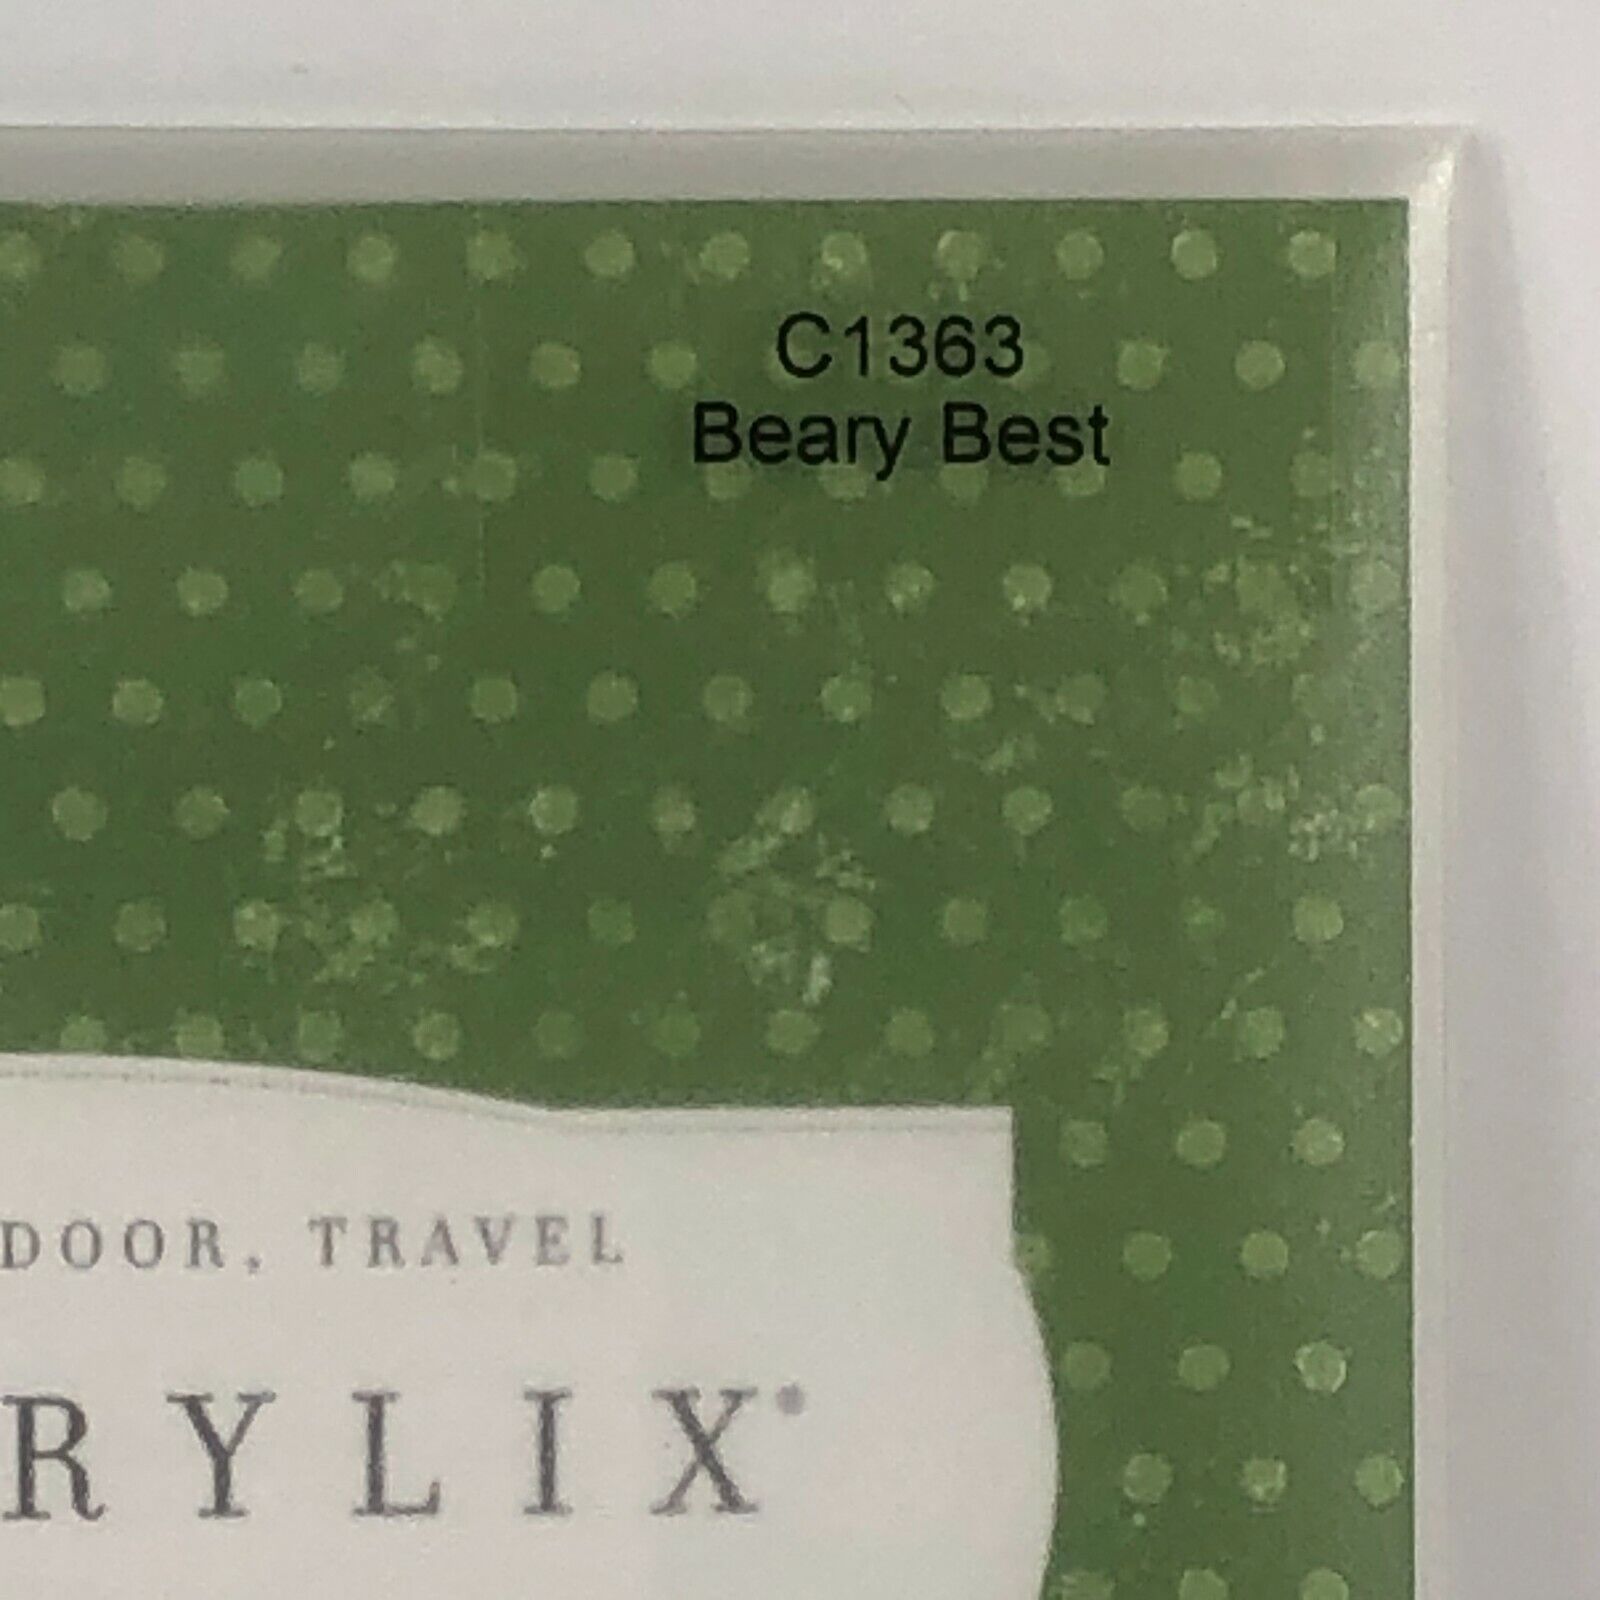 C1363
Beary Best
DOOR, TRAVEL
RYLIX®